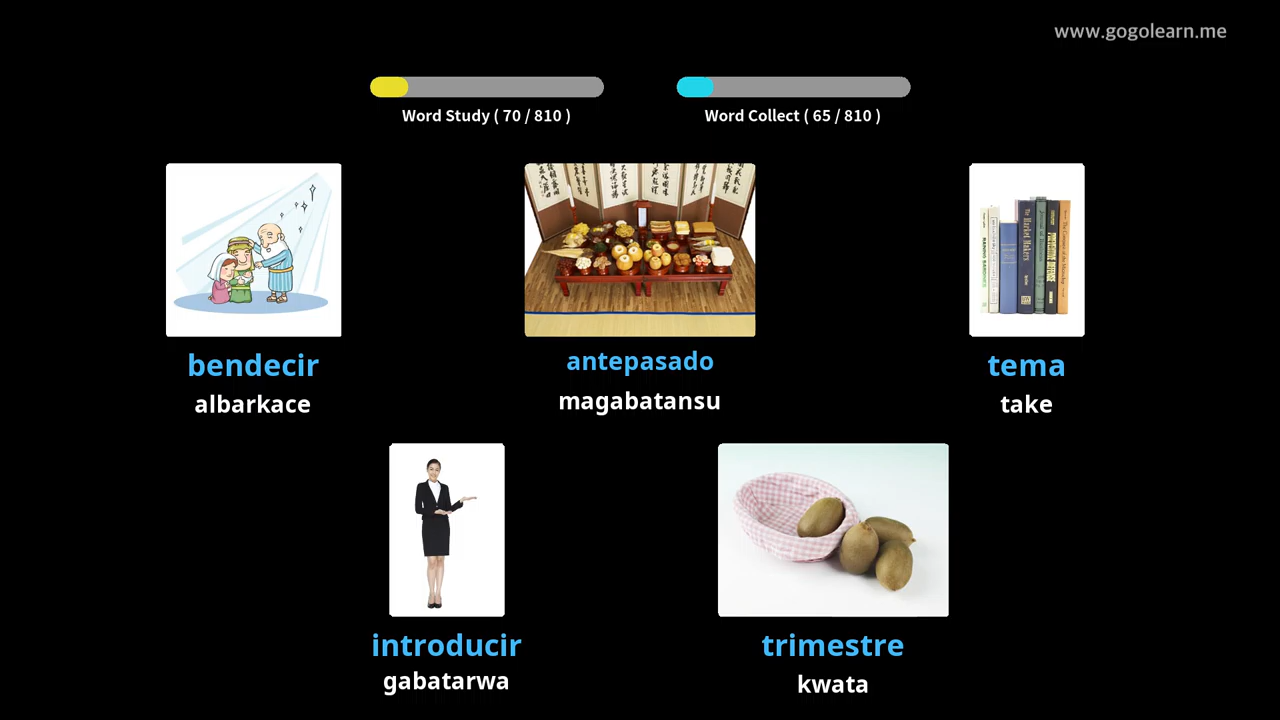 www.gogolearn.me
Word Study ( 70 / 810 )
Word Collect ( 65 / 810 )
bendecir
albarkace
antepasado
magabatansu
tema
take
introducir
gabatarwa
trimestre
kwata